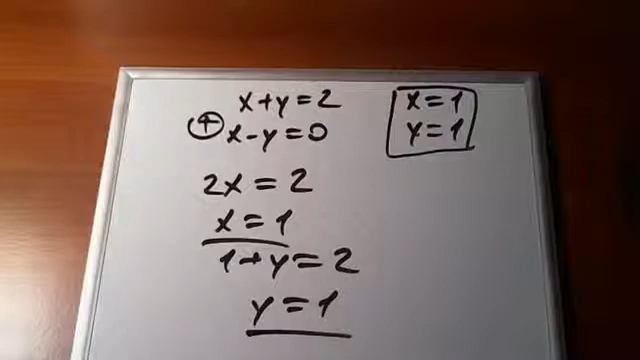 x+y=2
⊕ x-y=0
2x=2
x=1
1+y=2
y=1
x=1
y=1